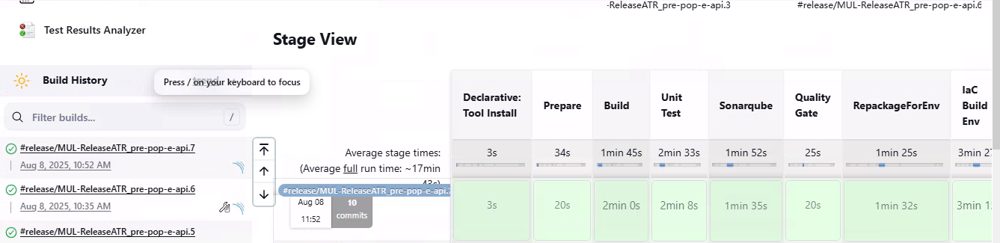 -ReleaseATR_pre-pop-e-api.3
#release/MUL-ReleaseATR_pre-pop-e-api.6
Test Results Analyzer
Stage View
Build History
trend
Press / on your keyboard to focus
Filter builds...
/
#release/MUL-ReleaseATR_pre-pop-e-api.7
Aug 8, 2025, 10:52 AM
#release/MUL-ReleaseATR_pre-pop-e-api.6
Aug 8, 2025, 10:35 AM
#release/MUL-ReleaseATR_pre-pop-e-api.5
Declarative: Tool Install
Prepare
Build
Unit Test
Sonarqube
Quality Gate
RepackageForEnv
IaC Build Env
Average stage times:
(Average full run time: ~17min
43s)
3s
34s
1min 45s
2min 33s
1min 52s
25s
1min 25s
3min 27
#release/MUL-ReleaseATR_pre-pop-e-api.7
Aug 08
11:52
10
commits
3s
20s
2min 0s
2min 8s
1min 35s
20s
1min 32s
3min 1